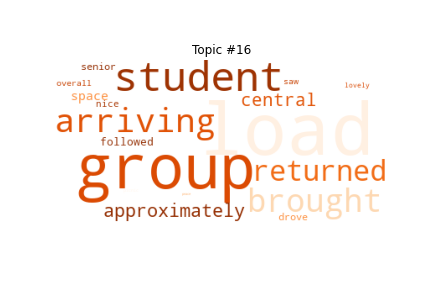 Topic #16
senior
student
saw
overall
lovely
space
central
nice
load
arriving
followed
group
returned
brought
approximately
drove